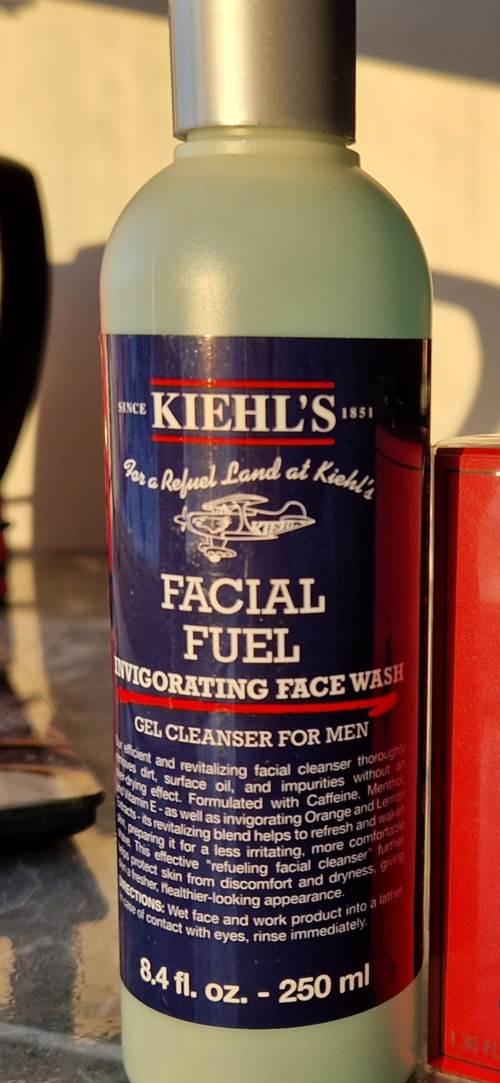 SINCE KIEHL'S 1851
For a Refuel Land at Kiehl's
KIEHL'S
FACIAL
FUEL
INVIGORATING FACE WASH
GEL CLEANSER FOR MEN
efficient and revitalizing facial cleanser thoroughly
dirt, surface oil, and impurities without an
effect. Formulated with Caffeine, Menthol,
Vitamin E - as well as invigorating Orange and Lemon
- its revitalizing blend helps to refresh and waken
preparing it for a less irritating, more comfortable
This effective "refueling facial cleanser" further
protect skin from discomfort and dryness, giving
a fresher, healthier-looking appearance.
DIRECTIONS: Wet face and work product into a lather.
case of contact with eyes, rinse immediately.
8.4 fl. oz. - 250 ml